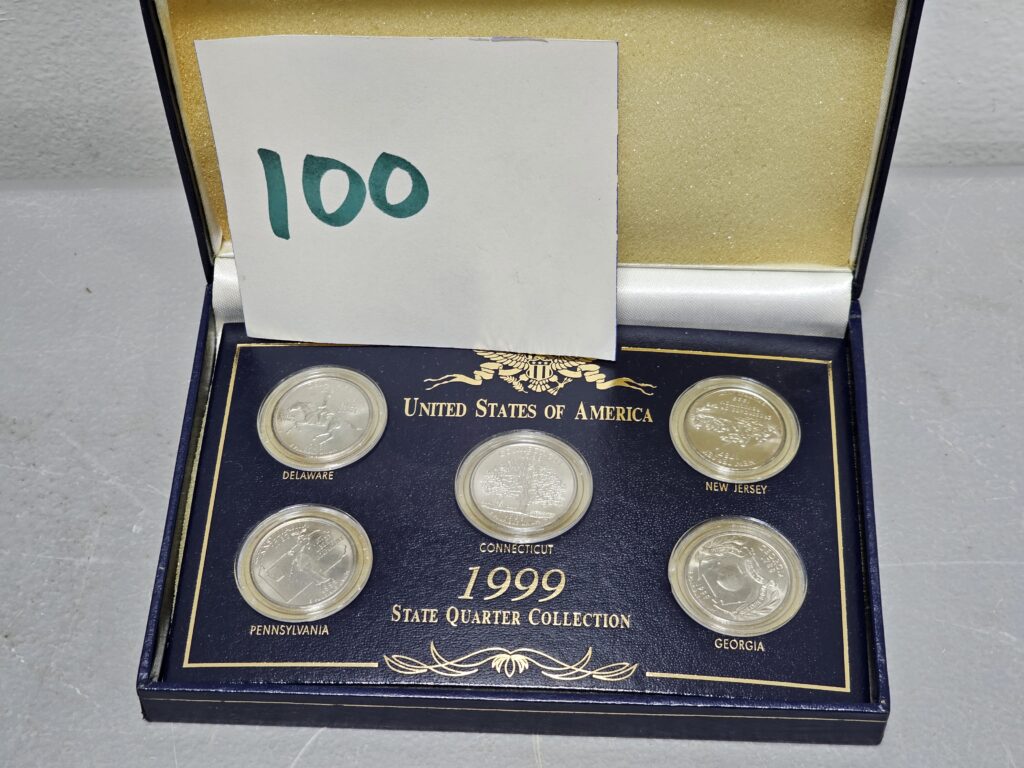 100
UNITED STATES OF AMERICA
DELAWARE
NEW JERSEY
CONNECTICUT
PENNSYLVANIA
GEORGIA
1999
STATE QUARTER COLLECTION